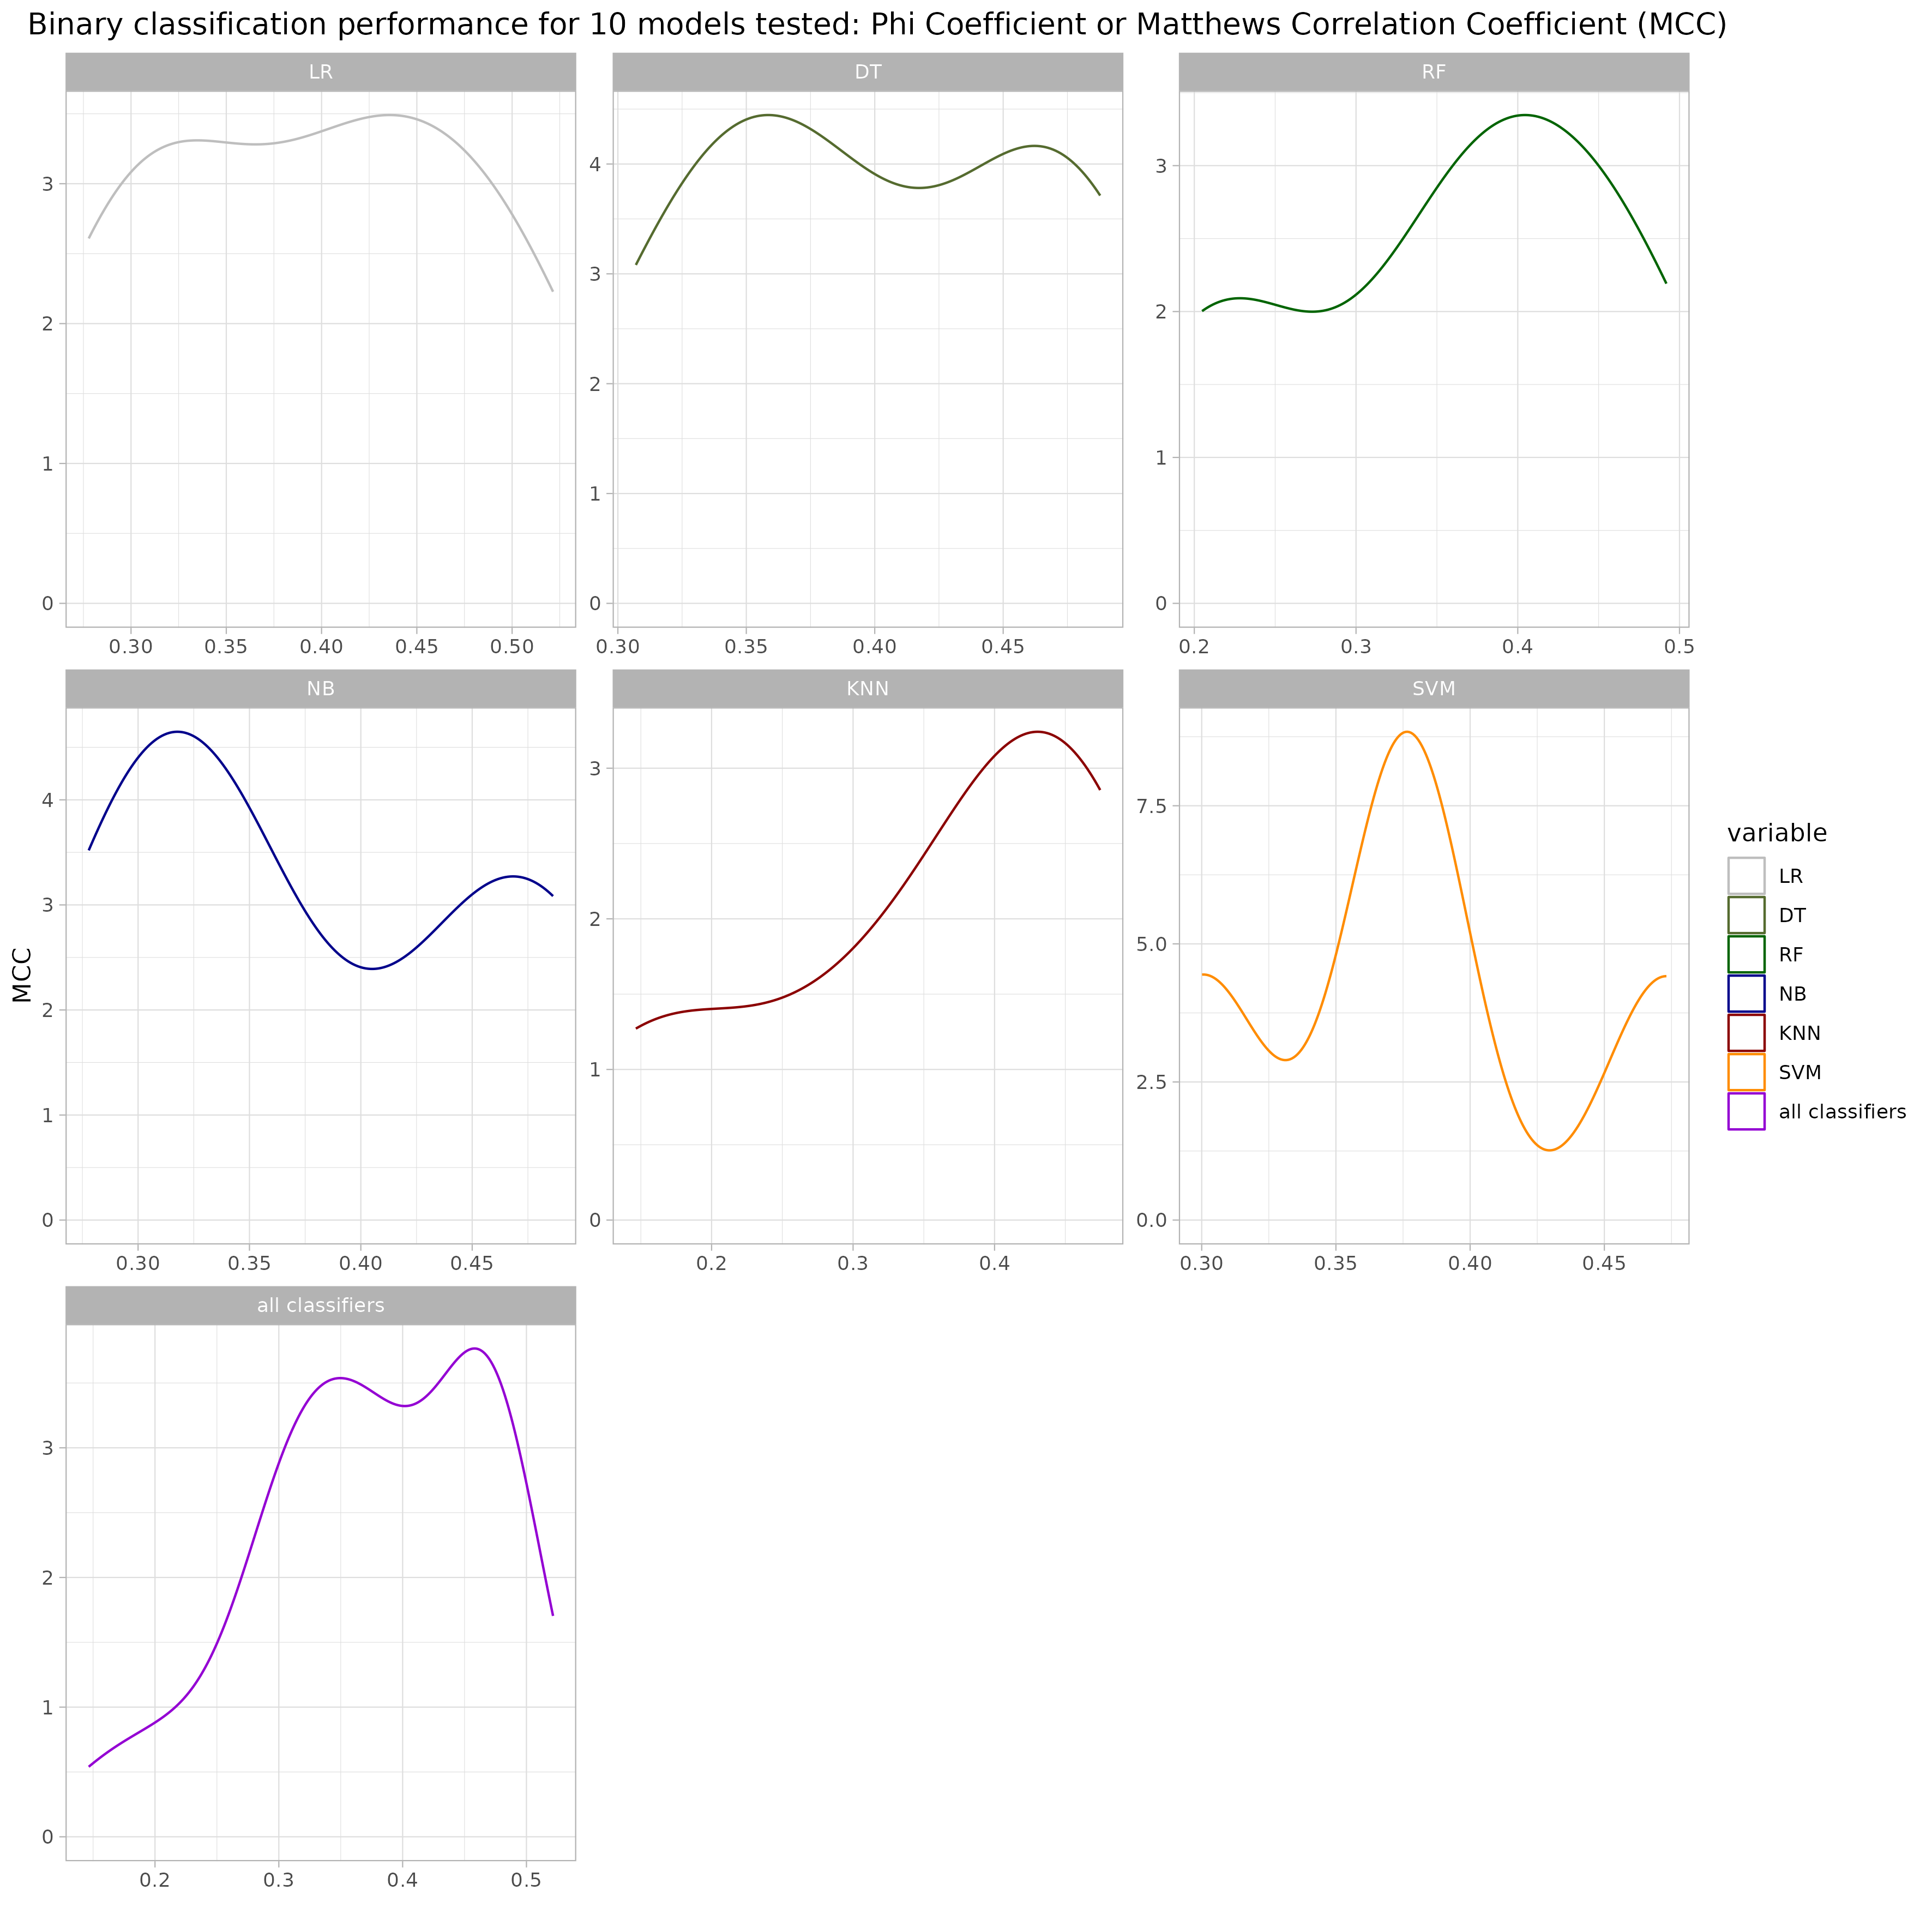 Binary classification performance for 10 models tested: Phi Coefficient or Matthews Correlation Coefficient (MCC)
LR
DT
RF
3
2
1
0
0.30 0.35 0.40 0.45 0.50
4
3
2
1
0
0.30 0.35 0.40 0.45
3
2
1
0
0.2 0.3 0.4 0.5
NB
KNN
SVM
4
3
2
1
0
0.30 0.35 0.40 0.45
3
2
1
0
0.2 0.3 0.4
7.5
5.0
2.5
0.0
0.30 0.35 0.40 0.45
all classifiers
3
2
1
0
0.2 0.3 0.4 0.5
MCC
variable
LR
DT
RF
NB
KNN
SVM
all classifiers